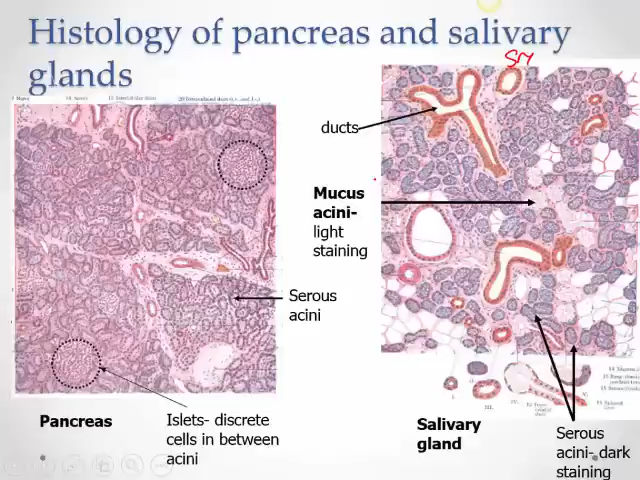 Histology of pancreas and salivary
glands
ducts
Mucus
acini-
light
staining
Serous
acini
Pancreas
Islets- discrete
cells in between
acini
Salivary
gland
Serous
acini- dark
staining